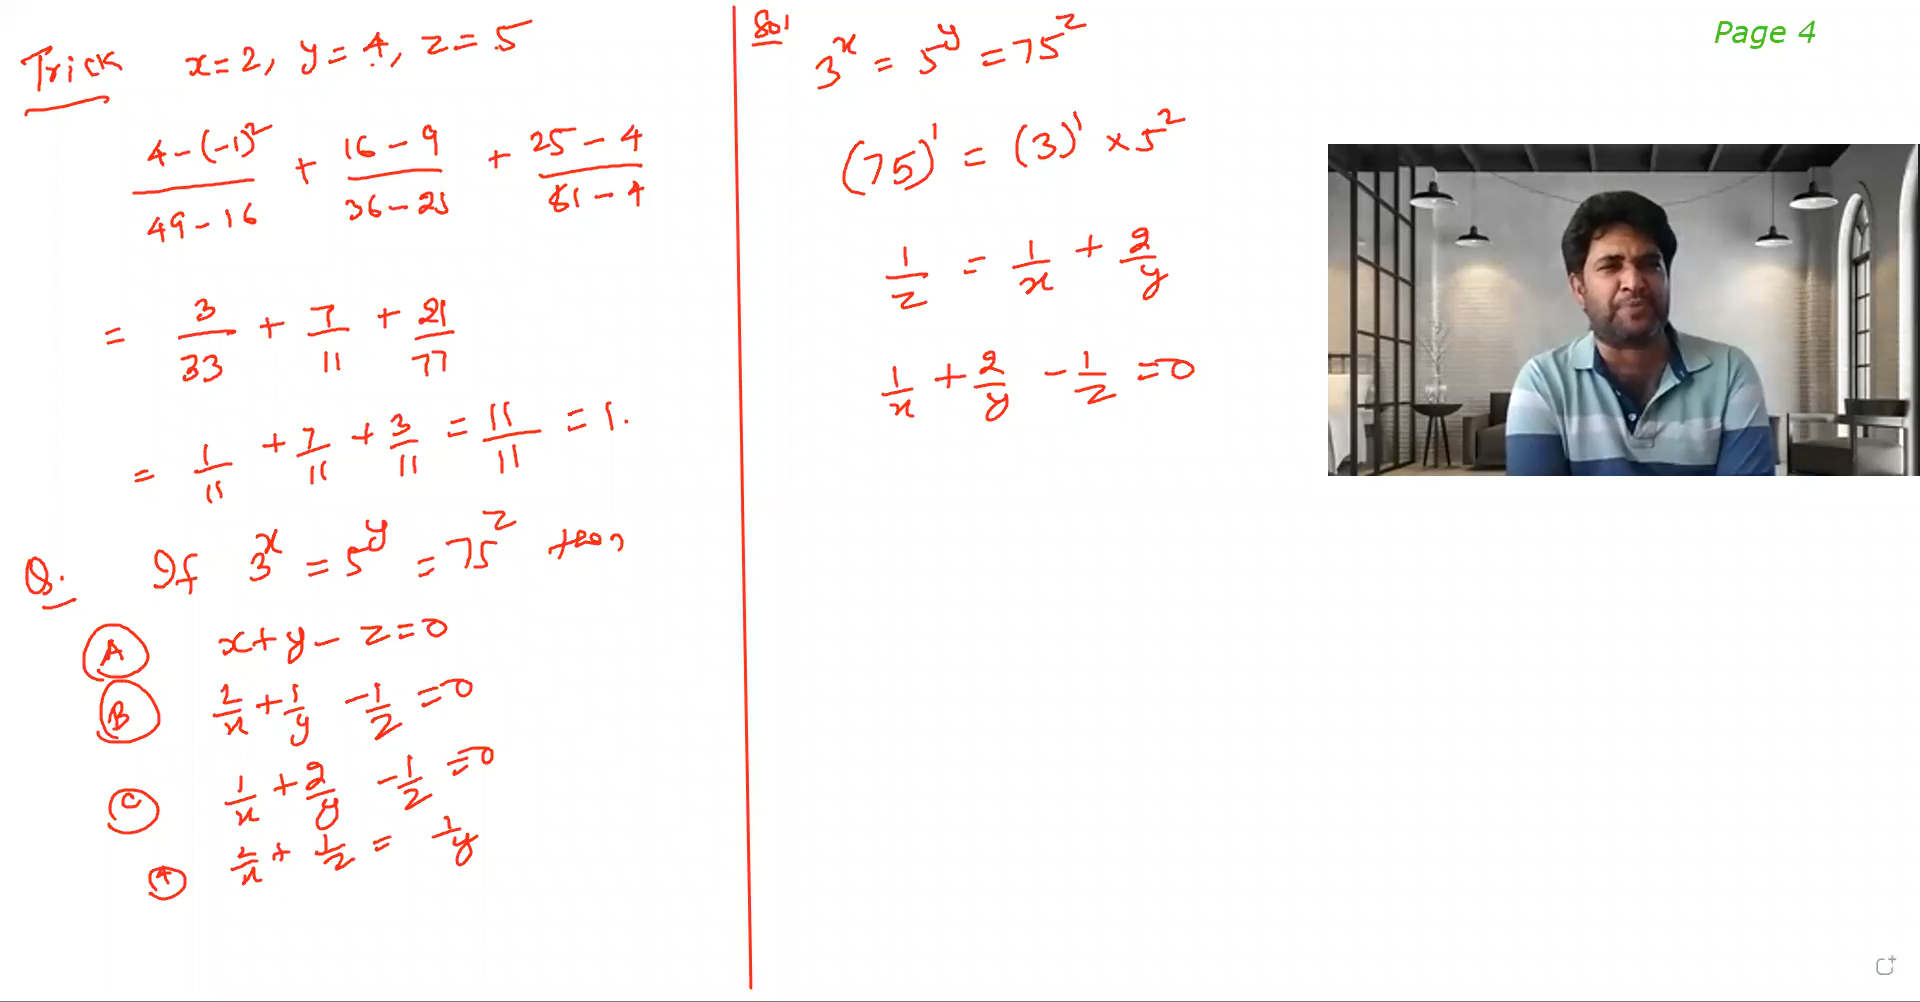 Trick x=2, y=4, z=5
4-(-1)²/49-16 + 16-9/36-25 + 25-4/81-4
= 3/33 + 7/11 + 21/77
= 1/11 + 7/11 + 3/11 = 11/11 = 1.
Q. If 3^x = 5^y = 75^z then
A x+y-z=0
B 2/x + 1/y - 1/z = 0
C 1/x + 2/y - 1/z = 0
2/x + 1/z = 1/y
Sol
3^x = 5^y = 75^z
(75)^1 = (3)^1 × 5^2
1/z = 1/x + 2/y
1/x + 2/y - 1/z = 0
Page 4